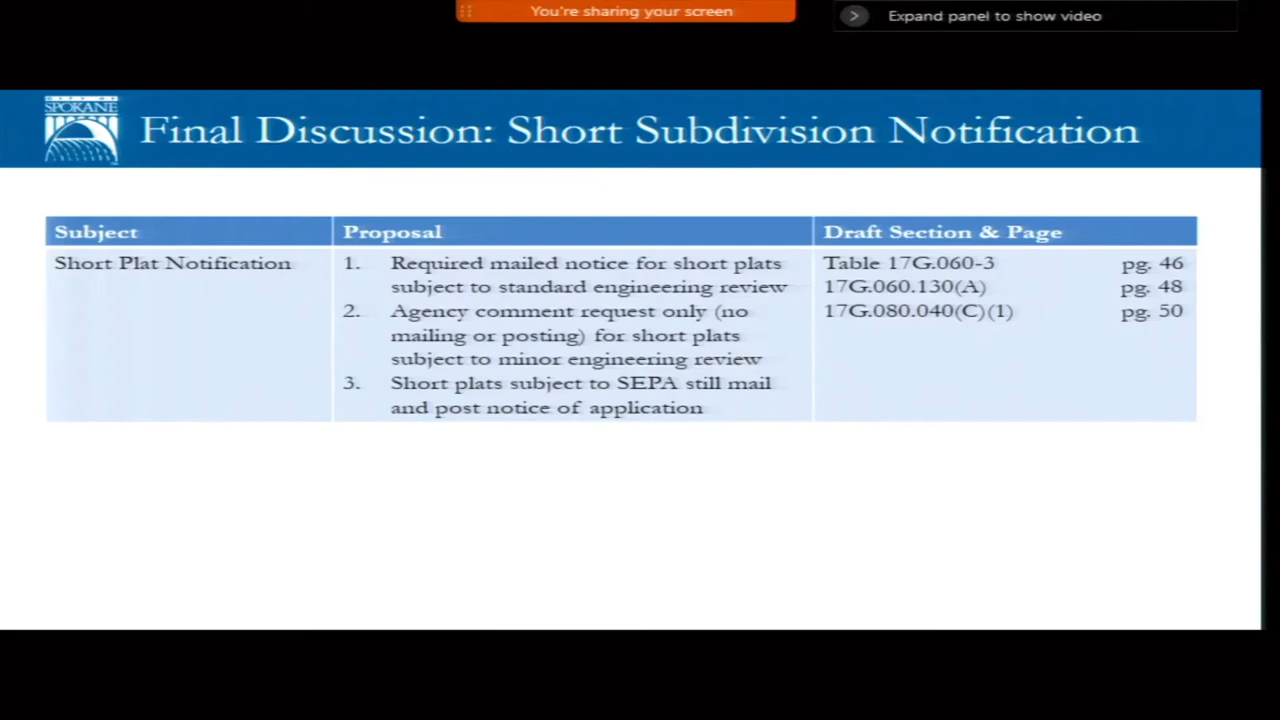 You're sharing your screen
Expand panel to show video
CITY OF
SPOKANE
Final Discussion: Short Subdivision Notification
Subject
Proposal
Draft Section & Page
Short Plat Notification
1. Required mailed notice for short plats
subject to standard engineering review
2. Agency comment request only (no
mailing or posting) for short plats
subject to minor engineering review
3. Short plats subject to SEPA still mail
and post notice of application
Table 17G.060-3 pg. 46
17G.060.130(A) pg. 48
17G.080.040(C)(1) pg. 50